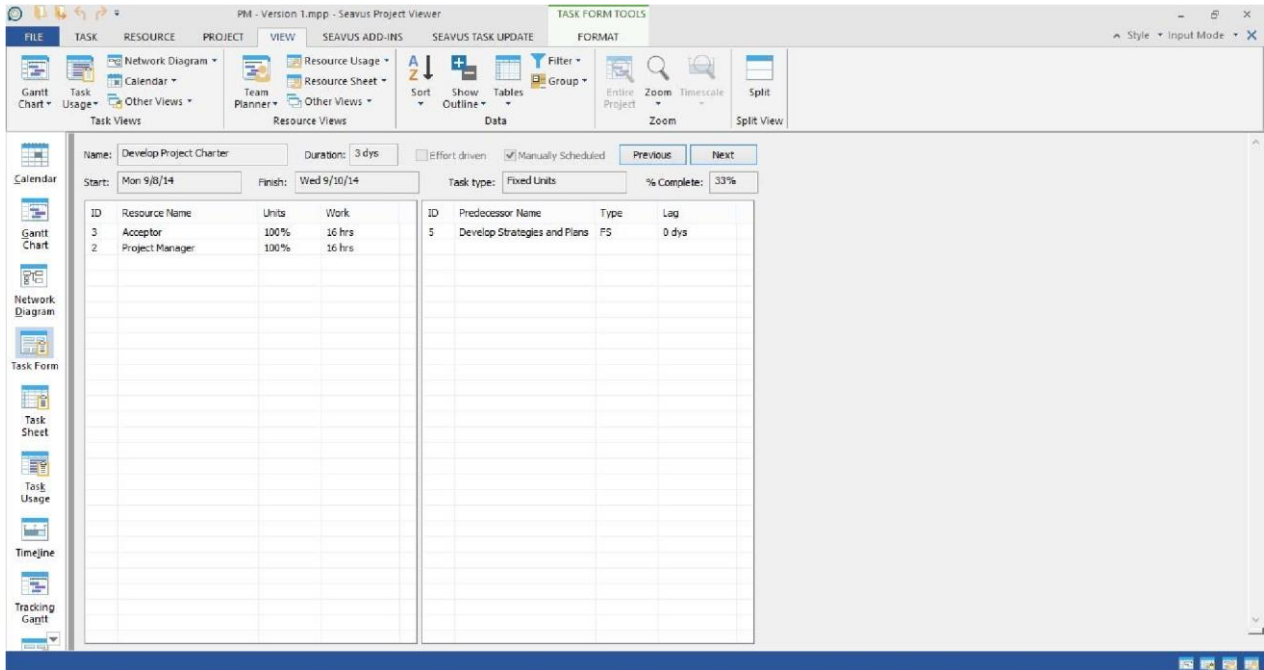 PM - Version 1.mpp - Seavus Project Viewer
TASK FORM TOOLS
FILE TASK RESOURCE PROJECT VIEW SEAVUS ADD-INS SEAVUS TASK UPDATE FORMAT
Style Input Mode
Gantt
Chart
Task
Usage
Network Diagram
Calendar
Other Views
Task Views
Team
Planner
Resource Usage
Resource Sheet
Other Views
Resource Views
Sort
Show
Outline
Tables
Filter
Group
Data
Entire
Project
Zoom
Timescale
Zoom
Split
Split View
Calendar
Gantt
Chart
Network
Diagram
Task Form
Task
Sheet
Task
Usage
Timeline
Tracking
Gantt
Name: Develop Project Charter Duration: 3 dys Effort driven Manually Scheduled Previous Next
Start: Mon 9/8/14 Finish: Wed 9/10/14 Task type: Fixed Units % Complete: 33%
ID Resource Name Units Work
3 Acceptor 100% 16 hrs
2 Project Manager 100% 16 hrs
ID Predecessor Name Type Lag
5 Develop Strategies and Plans FS 0 dys